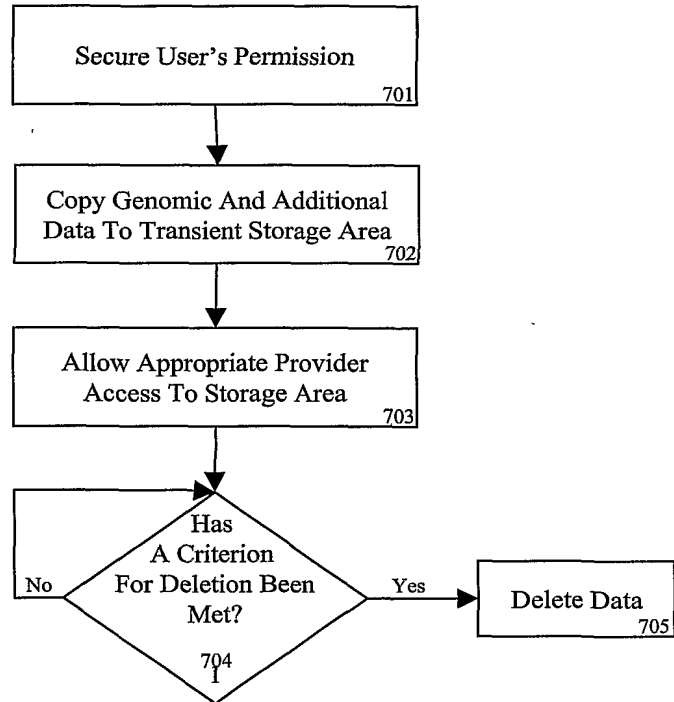 Secure User's Permission
701
Copy Genomic And Additional
Data To Transient Storage Area
702
Allow Appropriate Provider
Access To Storage Area
703
Has
A Criterion
For Deletion Been
Met?
No
Yes
704
1
Delete Data
705